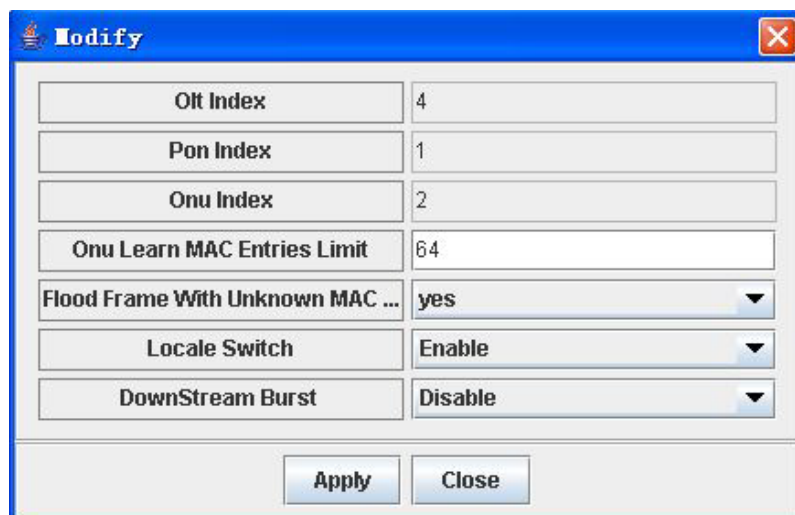 Modify
Olt Index 4
Pon Index 1
Onu Index 2
Onu Learn MAC Entries Limit 64
Flood Frame With Unknown MAC ... yes
Locale Switch Enable
DownStream Burst Disable
Apply Close